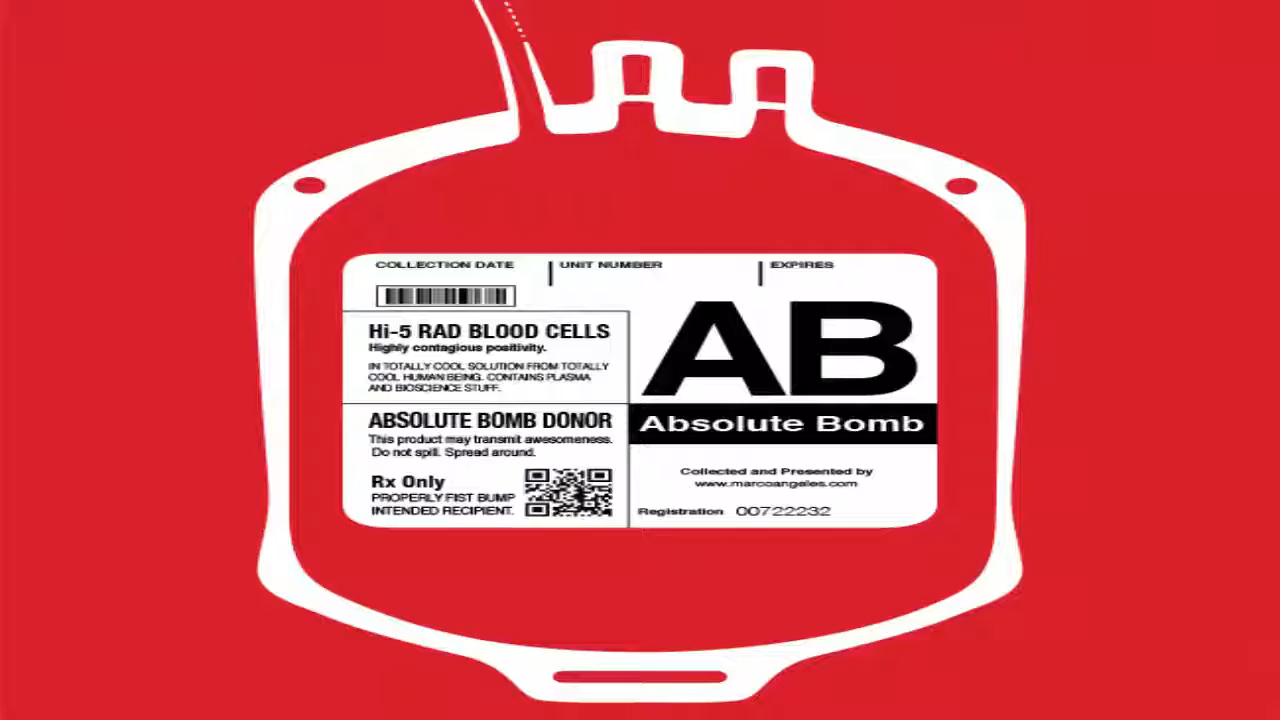 COLLECTION DATE
UNIT NUMBER
EXPIRES
Hi-5 RAD BLOOD CELLS
Highly contagious positivity.
IN TOTALLY COOL SOLUTION FROM TOTALLY
COOL HUMAN BEING. CONTAINS PLASMA
AND BIOSCIENCE STUFF.
ABSOLUTE BOMB DONOR
This product may transmit awesomeness.
Do not spill. Spread around.
Rx Only
PROPERLY FIST BUMP
INTENDED RECIPIENT.
AB
Absolute Bomb
Collected and Presented by
www.marcoangeles.com
Registration 00722232